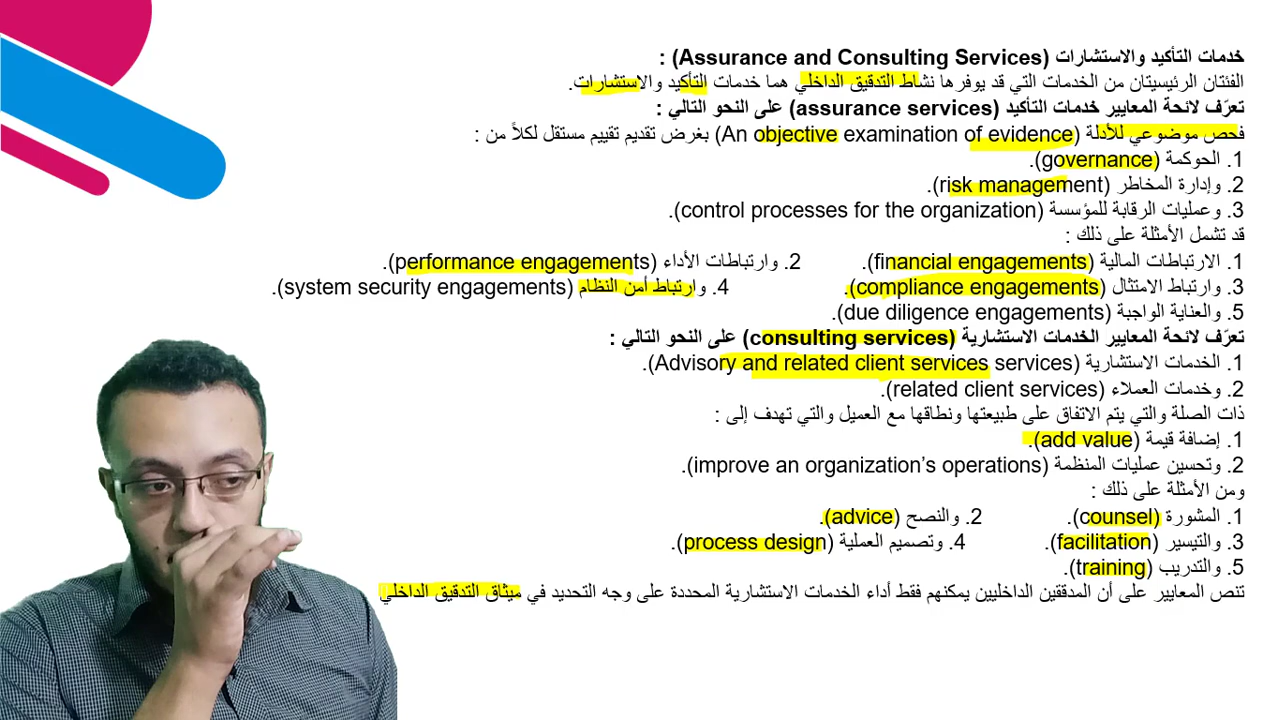 خدمات التأكيد والاستشارات (Assurance and Consulting Services) :
الفئتان الرئيسيتان من الخدمات التي قد يوفرها نشاط التدقيق الداخلي هما خدمات التأكيد والاستشارات.
تعرّف لائحة المعايير خدمات التأكيد (assurance services) على النحو التالي :
فحص موضوعي للأدلة (An objective examination of evidence) بغرض تقديم تقييم مستقل لكلاً من :
1. الحوكمة (governance).
2. وإدارة المخاطر (risk management).
3. وعمليات الرقابة للمؤسسة (control processes for the organization).
قد تشمل الأمثلة على ذلك :
1. الارتباطات المالية (financial engagements). 2. وارتباطات الأداء (performance engagements).
3. وارتباط الامتثال (compliance engagements). 4. وارتباط أمن النظام (system security engagements).
5. والعناية الواجبة (due diligence engagements).
تعرّف لائحة المعايير الخدمات الاستشارية (consulting services) على النحو التالي :
1. الخدمات الاستشارية (Advisory and related client services services).
2. وخدمات العملاء (related client services).
ذات الصلة والتي يتم الاتفاق على طبيعتها ونطاقها مع العميل والتي تهدف إلى :
1. إضافة قيمة (add value).
2. وتحسين عمليات المنظمة (improve an organization’s operations).
ومن الأمثلة على ذلك :
1. المشورة (counsel). 2. والنصح (advice).
3. والتيسير (facilitation). 4. وتصميم العملية (process design).
5. والتدريب (training).
تنص المعايير على أن المدققين الداخليين يمكنهم فقط أداء الخدمات الاستشارية المحددة على وجه التحديد في ميثاق التدقيق الداخلي